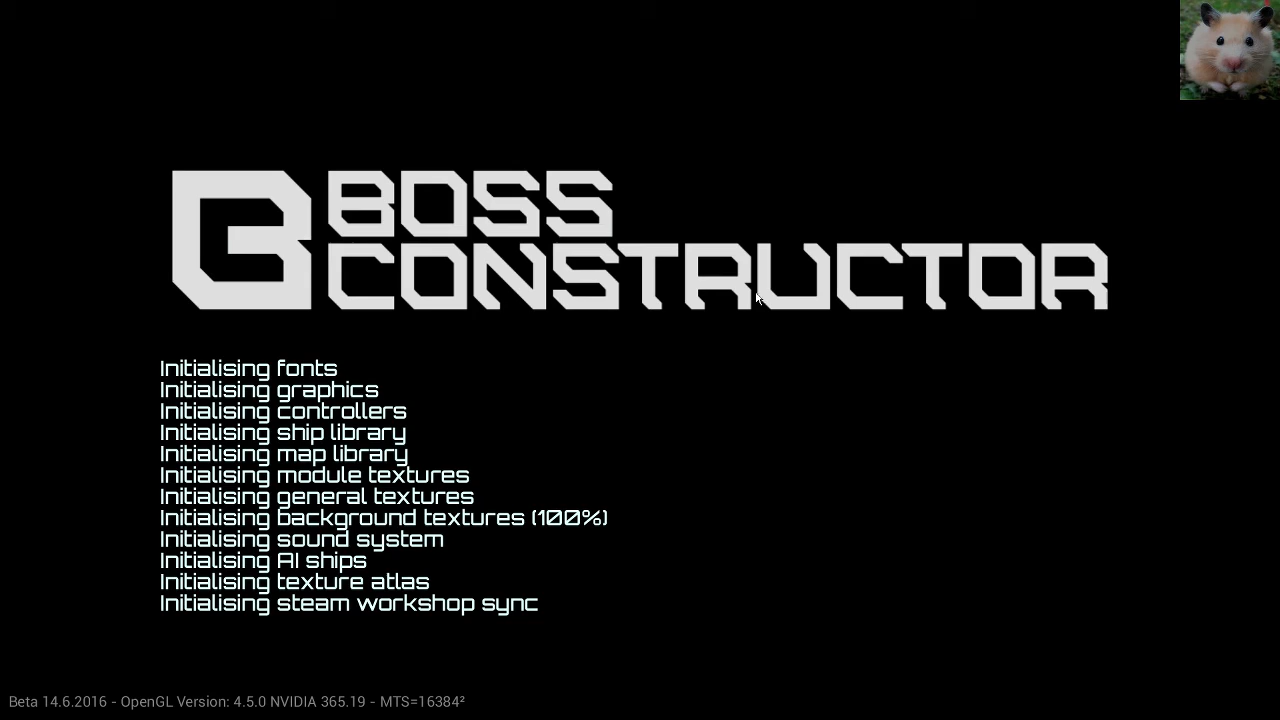 BOSS
CONSTRUCTOR
Initialising fonts
Initialising graphics
Initialising controllers
Initialising ship library
Initialising map library
Initialising module textures
Initialising general textures
Initialising background textures (100%)
Initialising sound system
Initialising AI ships
Initialising texture atlas
Initialising steam workshop sync
Beta 14.6.2016 - OpenGL Version: 4.5.0 NVIDIA 365.19 - MTS=16384²